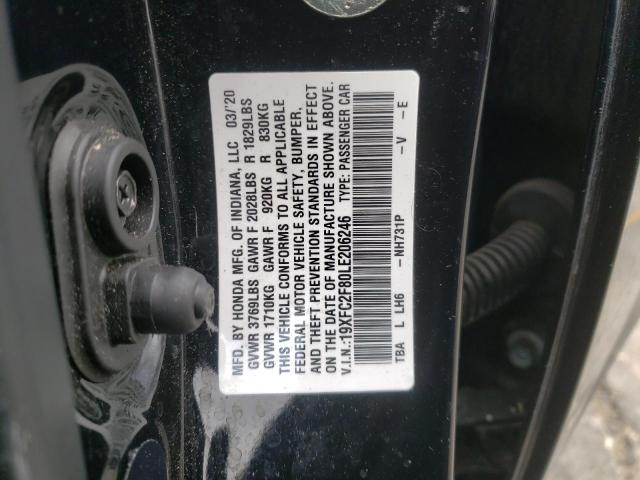 MFD. BY HONDA MFG. OF INDIANA, LLC 03/'20
GVWR 3769LBS GAWR F 2028LBS R 1829LBS
GVWR 1710KG GAWR F 920KG R 830KG
THIS VEHICLE CONFORMS TO ALL APPLICABLE
FEDERAL MOTOR VEHICLE SAFETY, BUMPER,
AND THEFT PREVENTION STANDARDS IN EFFECT
ON THE DATE OF MANUFACTURE SHOWN ABOVE.
V.I.N.:19XFC2F80LE206246 TYPE: PASSENGER CAR
TBA L LH6 –NH731P –V –E